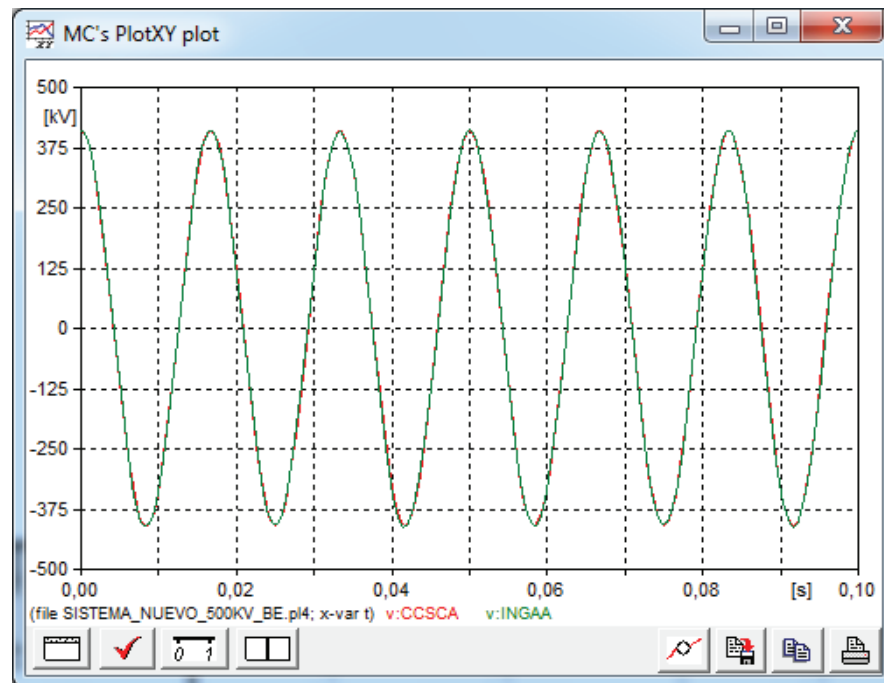 MC's PlotXY plot
500
[kV]
375
250
125
0
-125
-250
-375
-500
0,00 0,02 0,04 0,06 0,08 [s] 0,10
(file SISTEMA_NUEVO_500KV_BE.pl4; x-var t) v:CCSCA v:INGAA
0 1